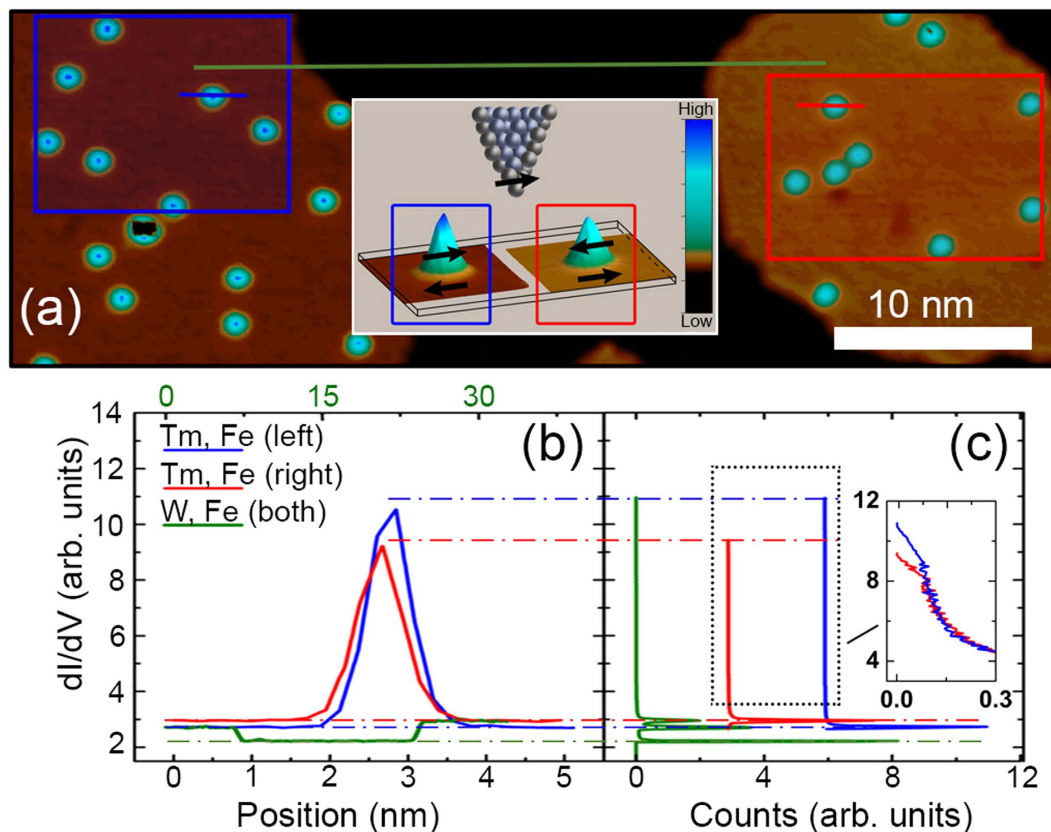 High
Low
(a)
10 nm
0 15 30
14
12
10
8
6
4
2
dI/dV (arb. units)
Tm, Fe (left)
Tm, Fe (right)
W, Fe (both)
(b)
0 1 2 3 4 5
Position (nm)
(c)
12
8
4
0.0 0.3
0 4 8 12
Counts (arb. units)